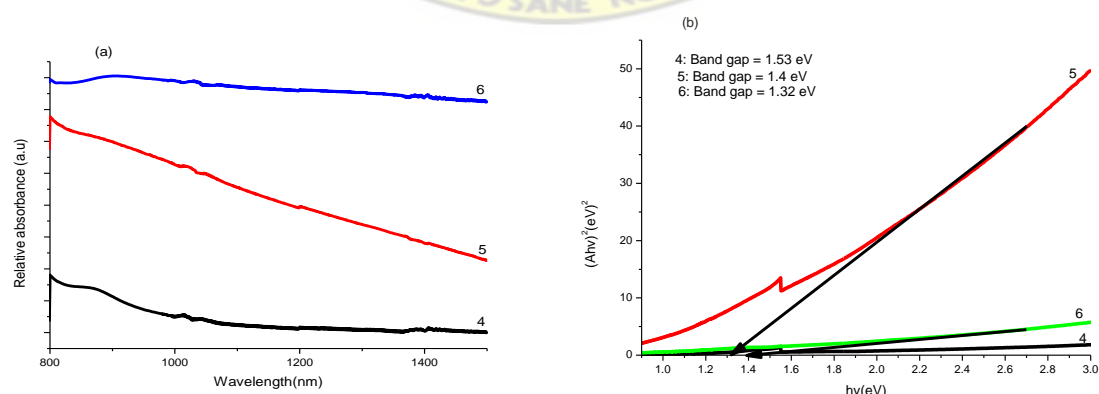 (a)
Relative absorbance (a.u)
6
5
4
800 1000 1200 1400
Wavelength(nm)
(b)
4: Band gap = 1.53 eV
5: Band gap = 1.4 eV
6: Band gap = 1.32 eV
(Ahv)²(eV)²
50
40
30
20
10
0
5
6
4
1.0 1.2 1.4 1.6 1.8 2.0 2.2 2.4 2.6 2.8 3.0
hv(eV)